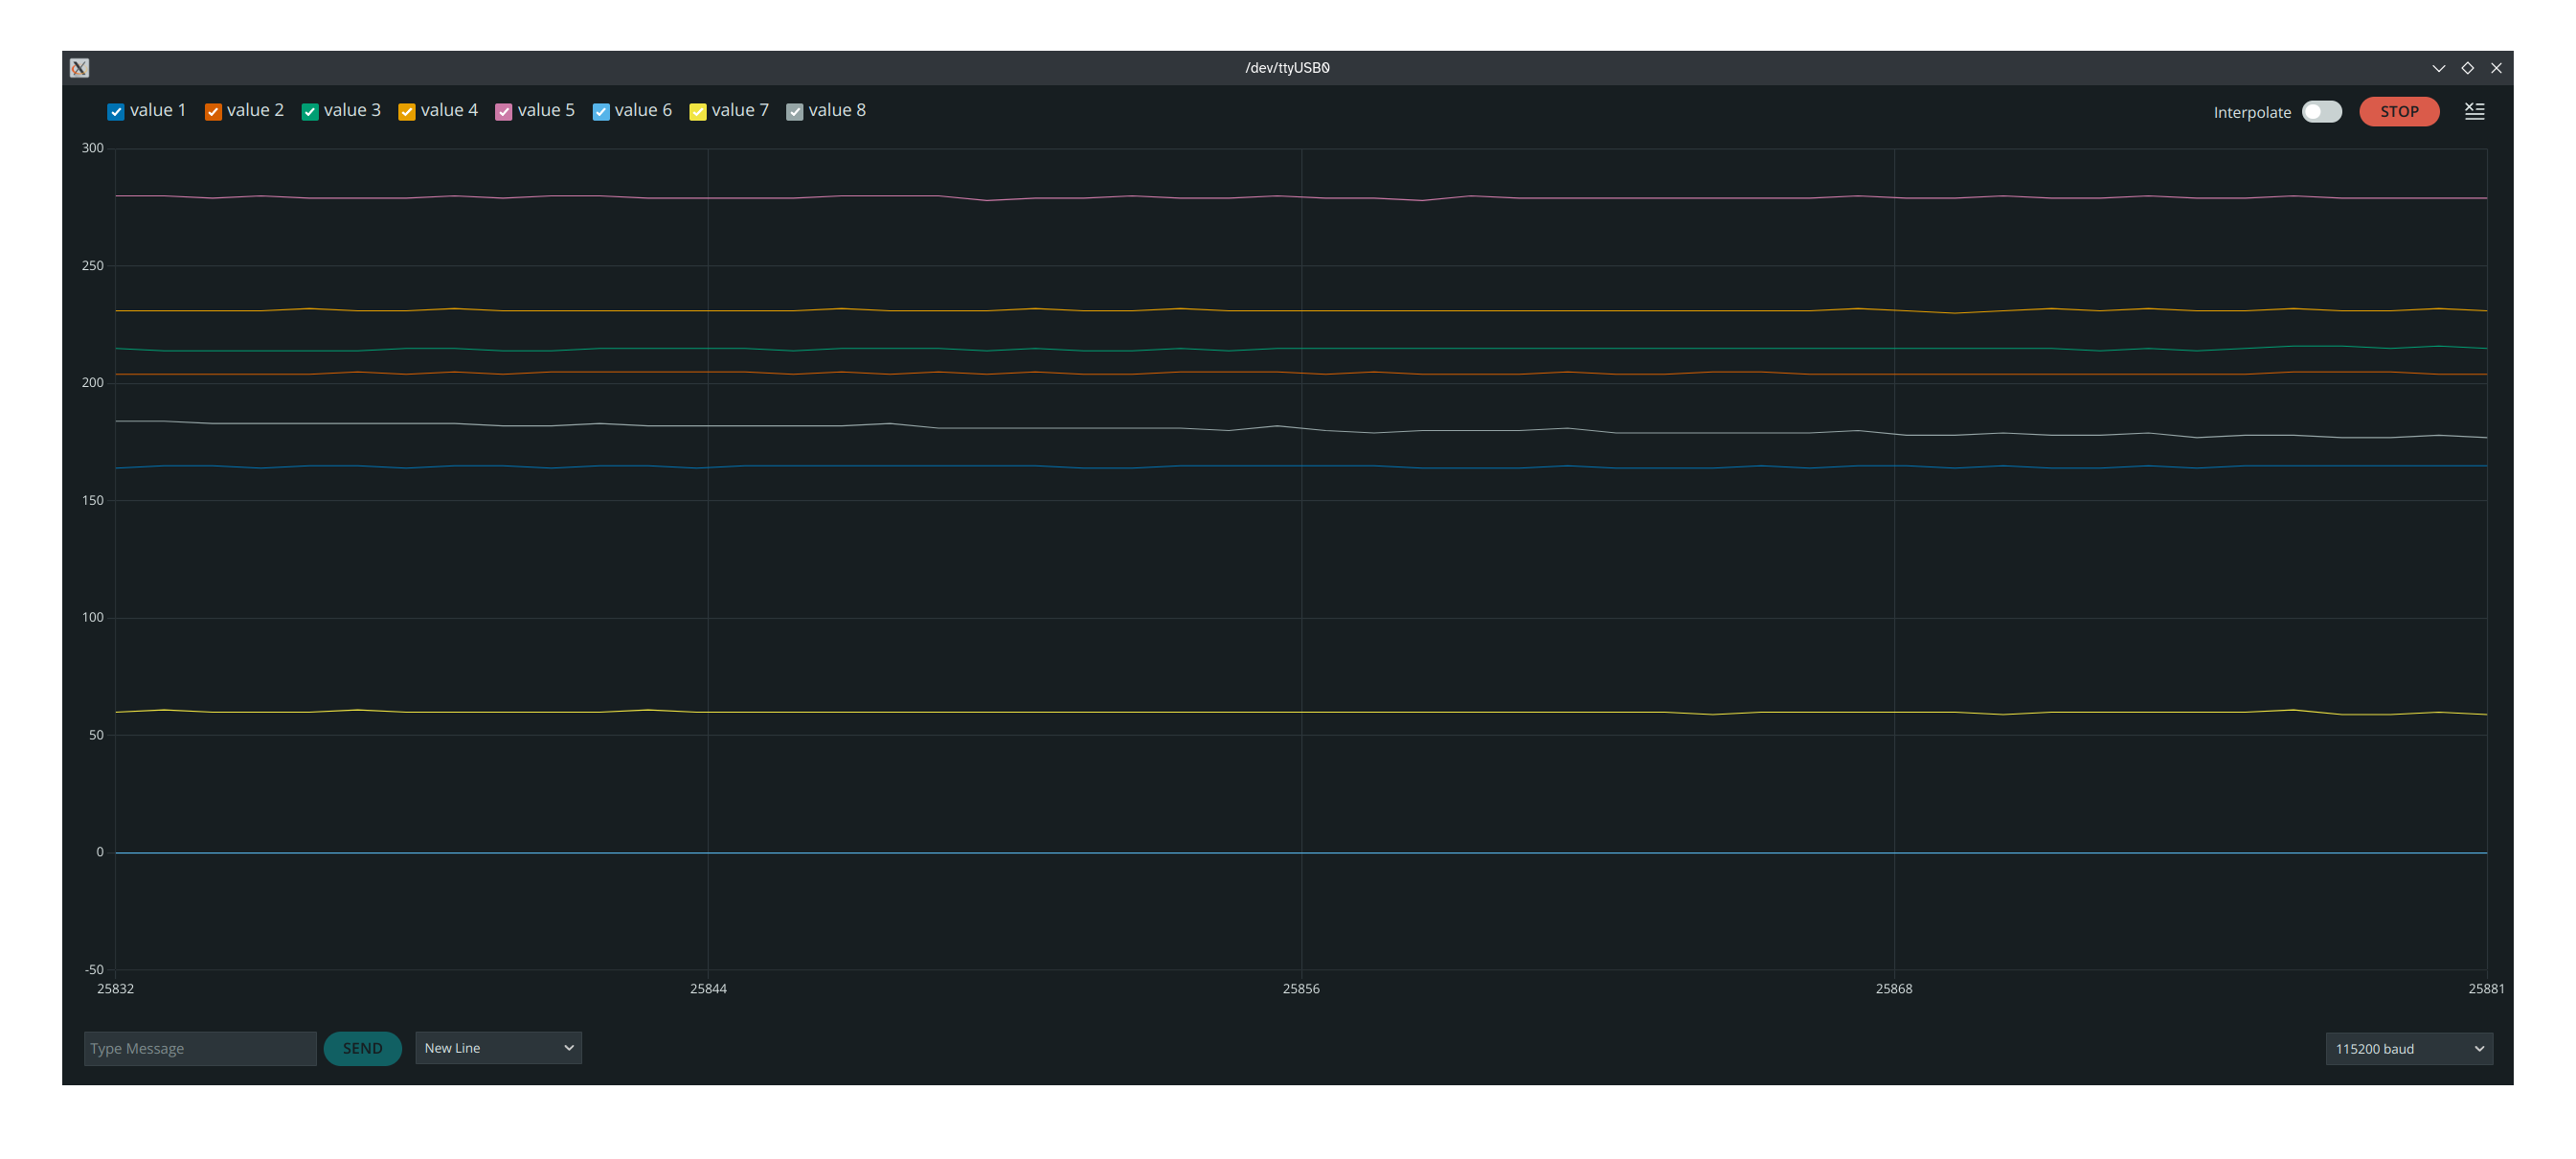 /dev/ttyUSB0
value 1 value 2 value 3 value 4 value 5 value 6 value 7 value 8 Interpolate STOP
300
250
200
150
100
50
0
-50
25832 25844 25856 25868 25881
Type Message SEND New Line 115200 baud